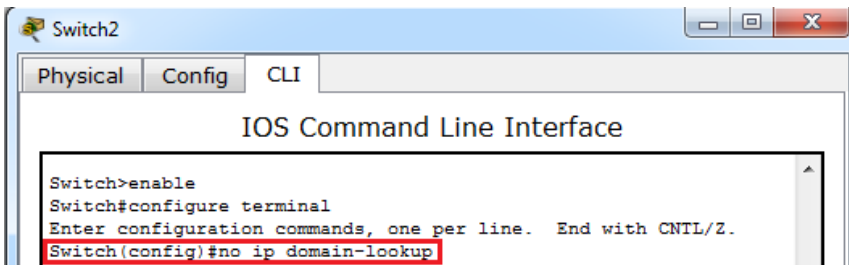 Switch2
Physical Config CLI
IOS Command Line Interface
Switch>enable
Switch#configure terminal
Enter configuration commands, one per line.  End with CNTL/Z.
Switch(config)#no ip domain-lookup